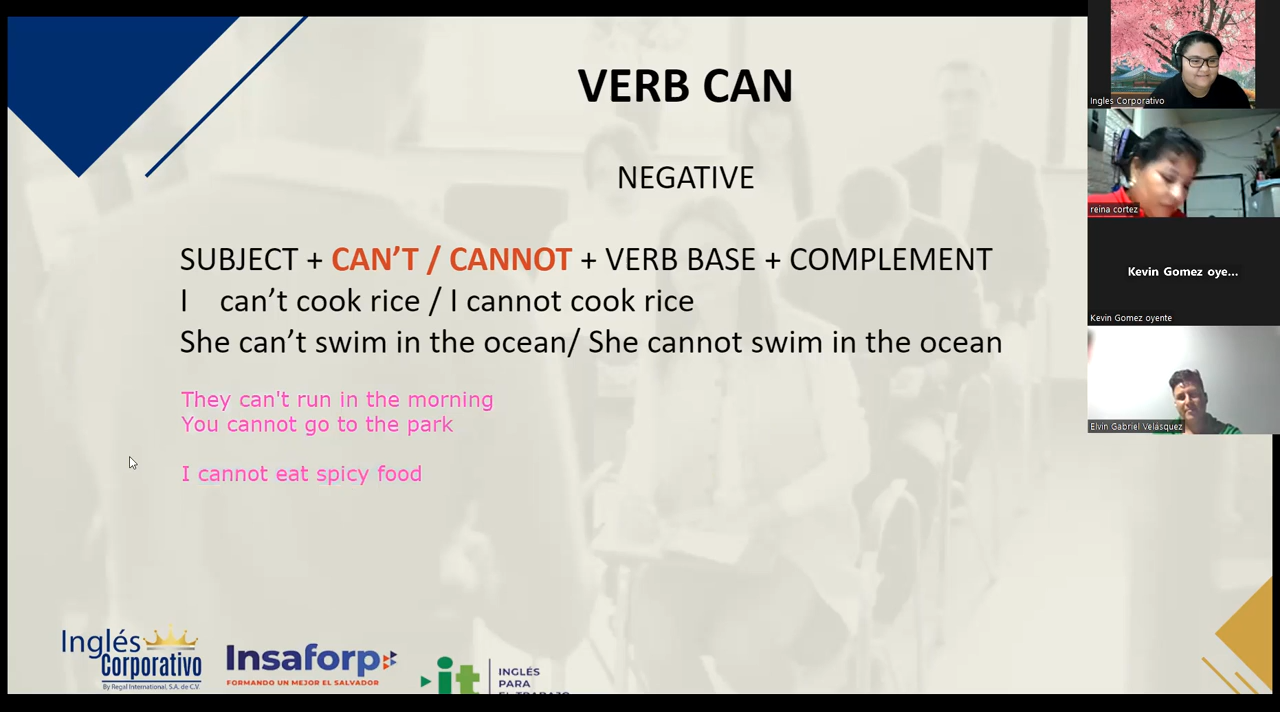 VERB CAN
NEGATIVE
SUBJECT + CAN’T / CANNOT + VERB BASE + COMPLEMENT
I can’t cook rice / I cannot cook rice
She can’t swim in the ocean/ She cannot swim in the ocean
They can't run in the morning
You cannot go to the park
I cannot eat spicy food
Inglés
Corporativo
By Regal International, S.A. de C.V.
Insaforp
FORMANDO UN MEJOR EL SALVADOR
it
INGLÉS
PARA
EL TRABAJO
Ingles Corporativo
reina cortez
Kevin Gomez oye...
Kevin Gomez oyente
Elvin Gabriel Velasquez